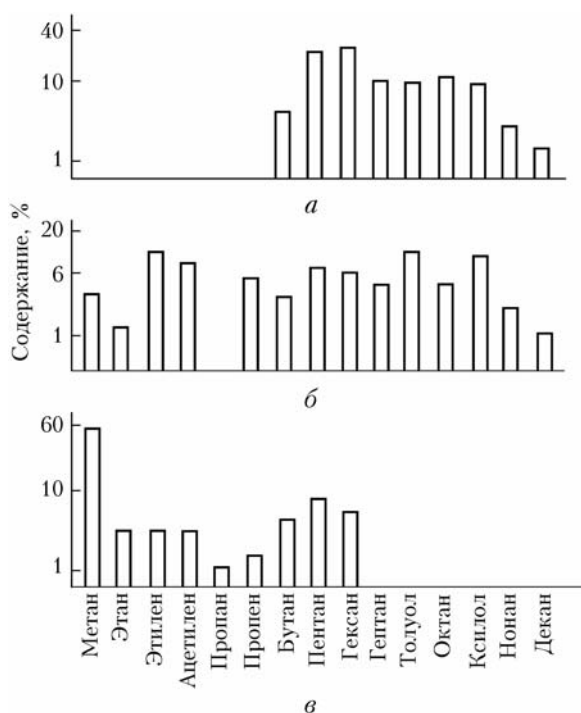 Содержание, %
40
10
1
а
20
6
1
б
60
10
1
Метан
Этан
Этилен
Ацетилен
Пропан
Пропен
Бутан
Пентан
Гексан
Гептан
Толуол
Октан
Ксилол
Нонан
Декан
в